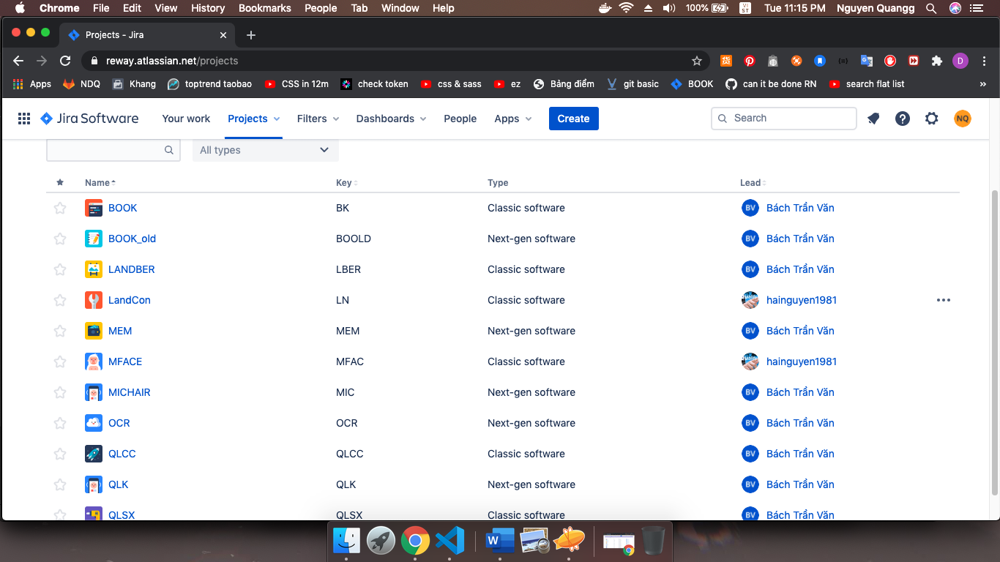 Chrome File Edit View History Bookmarks People Tab Window Help 100% VI ST Tue 11:15 PM Nguyen Quangg
Projects - Jira
reway.atlassian.net/projects D
Apps NDQ Khang toptrend taobao CSS in 12m check token css & sass ez Bảng điểm git basic BOOK can it be done RN search flat list »
Jira Software Your work Projects Filters Dashboards People Apps Create Search NQ
All types
Name Key Type Lead
BOOK BK Classic software BV Bách Trần Văn
BOOK_old BOOLD Next-gen software BV Bách Trần Văn
LANDBER LBER Classic software BV Bách Trần Văn
LandCon LN Classic software hainguyen1981
MEM MEM Next-gen software BV Bách Trần Văn
MFACE MFAC Classic software hainguyen1981
MICHAIR MIC Next-gen software BV Bách Trần Văn
OCR OCR Next-gen software BV Bách Trần Văn
QLCC QLCC Classic software BV Bách Trần Văn
QLK QLK Next-gen software BV Bách Trần Văn
QLSX QLSX Classic software BV Bách Trần Văn
W